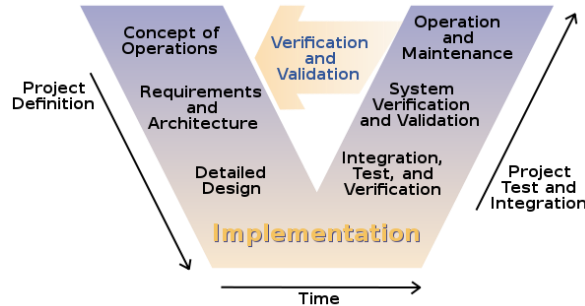 Concept of
Operations
Verification
and
Validation
Operation
and
Maintenance
Project
Definition
Requirements
and
Architecture
System
Verification
and Validation
Detailed
Design
Integration,
Test, and
Verification
Project
Test and
Integration
Implementation
Time